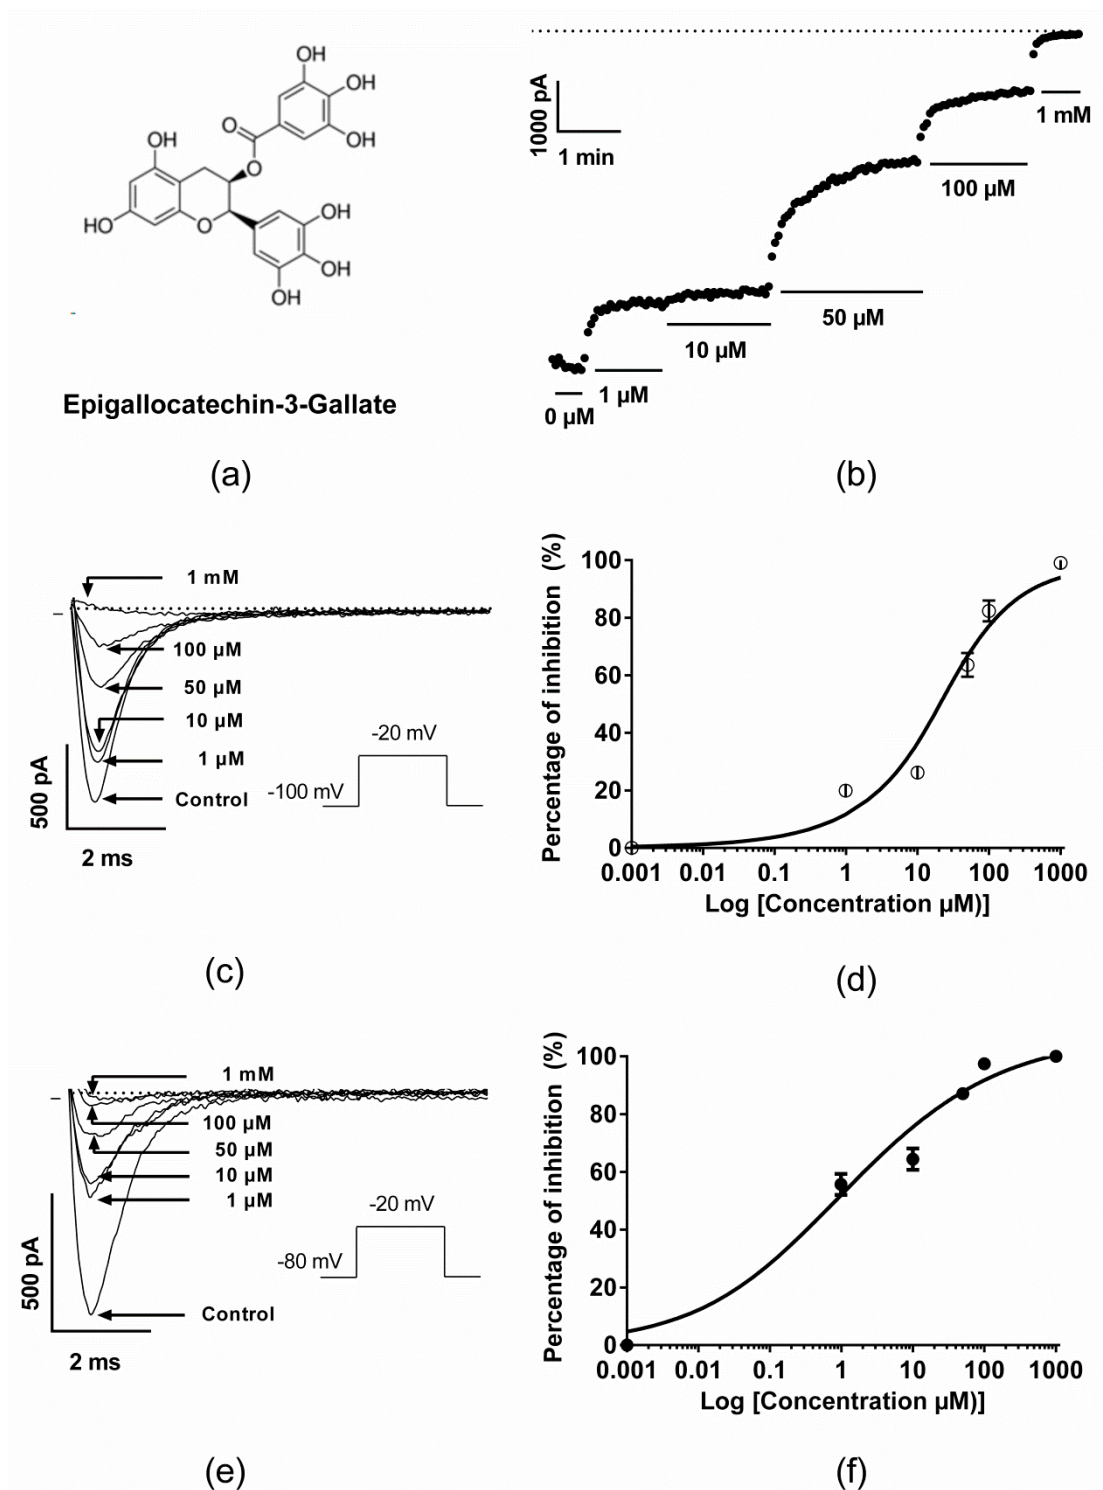 OH
OH
O
OH
OH
O
OH
HO
O
OH
OH
Epigallocatechin-3-Gallate
(a)
1000 pA
1 min
1 mM
100 µM
50 µM
10 µM
1 µM
0 µM
(b)
1 mM
100 µM
50 µM
10 µM
1 µM
Control
500 pA
2 ms
-20 mV
-100 mV
(c)
Percentage of inhibition (%)
100
80
60
40
20
0
0.001 0.01 0.1 1 10 100 1000
Log [Concentration µM)]
(d)
1 mM
100 µM
50 µM
10 µM
1 µM
Control
500 pA
2 ms
-20 mV
-80 mV
(e)
Percentage of inhibition (%)
100
80
60
40
20
0
0.001 0.01 0.1 1 10 100 1000
Log [Concentration µM)]
(f)